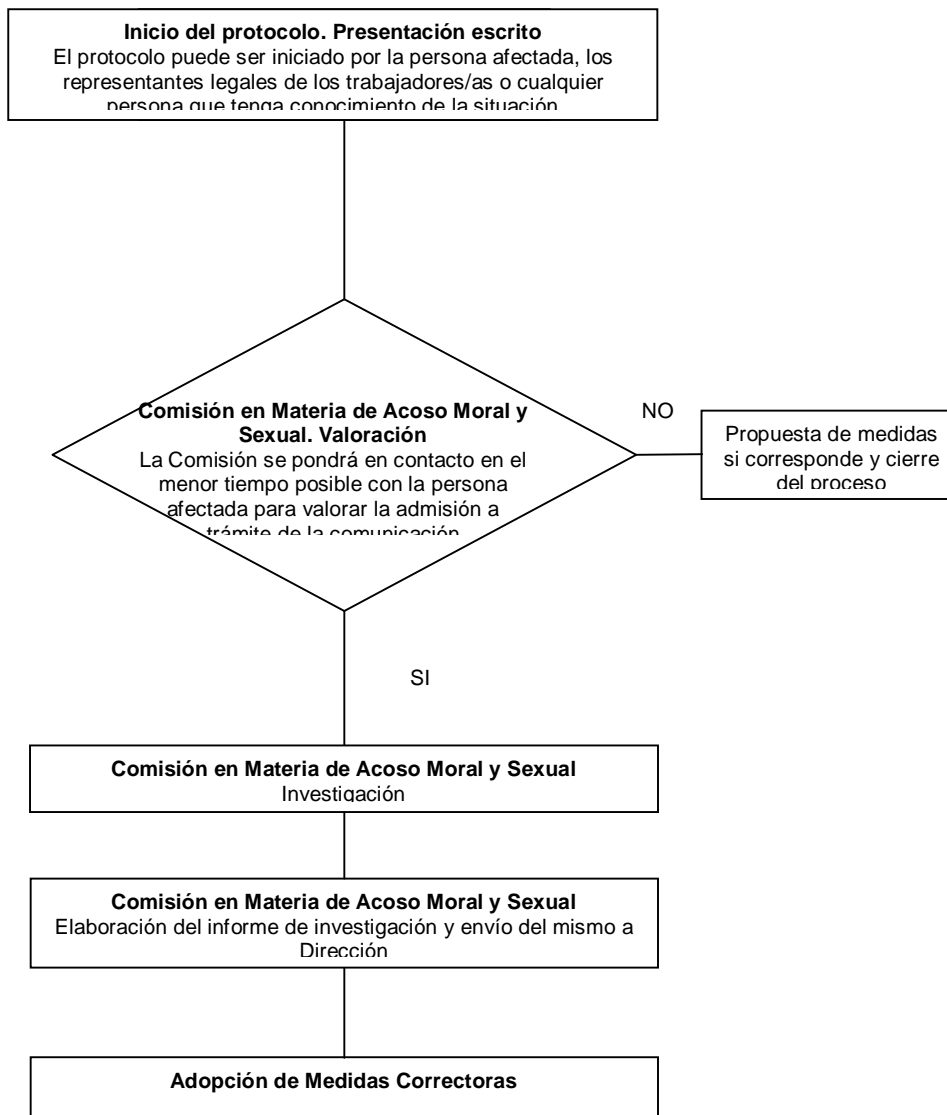 Inicio del protocolo. Presentación escrito
El protocolo puede ser iniciado por la persona afectada, los
representantes legales de los trabajadores/as o cualquier
persona que tenga conocimiento de la situación
Comisión en Materia de Acoso Moral y
Sexual. Valoración
La Comisión se pondrá en contacto en el
menor tiempo posible con la persona
afectada para valorar la admisión a
trámite de la comunicación
NO
Propuesta de medidas
si corresponde y cierre
del proceso
SI
Comisión en Materia de Acoso Moral y Sexual
Investigación
Comisión en Materia de Acoso Moral y Sexual
Elaboración del informe de investigación y envío del mismo a
Dirección
Adopción de Medidas Correctoras